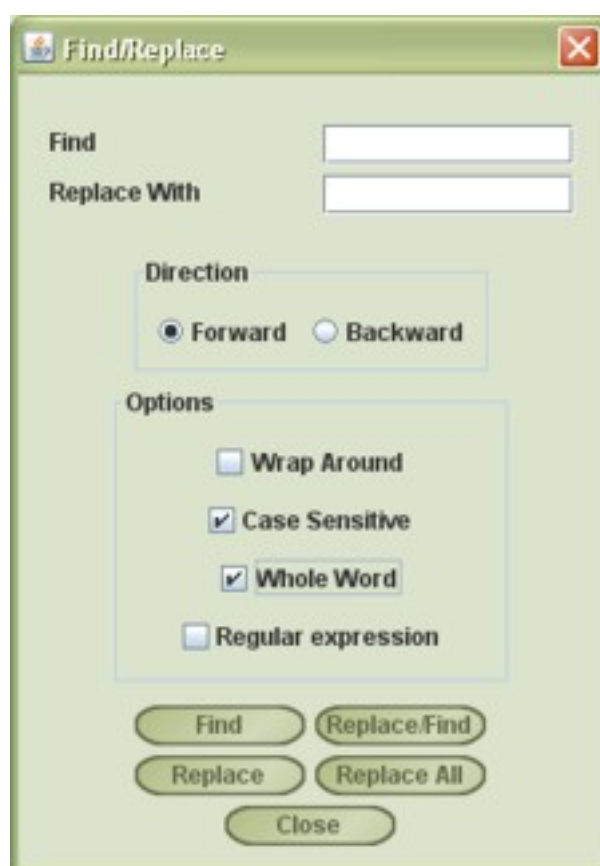 Find/Replace
Find
Replace With
Direction
Forward Backward
Options
Wrap Around
Case Sensitive
Whole Word
Regular expression
Find Replace/Find
Replace Replace All
Close